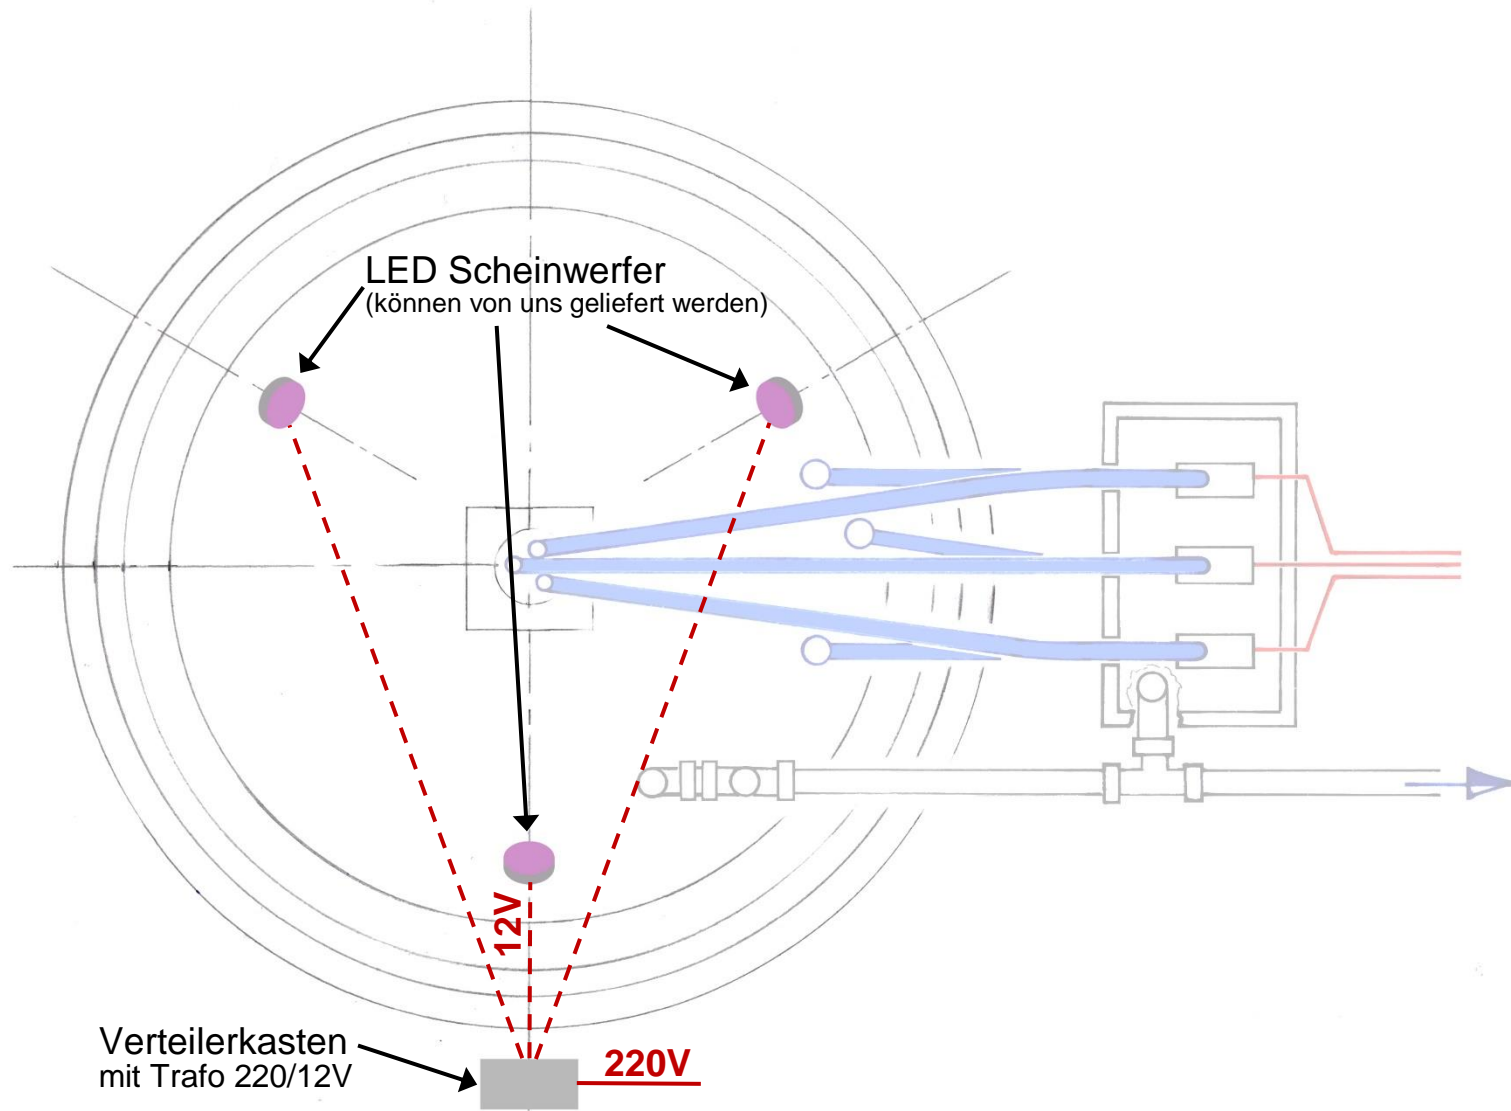 LED Scheinwerfer
(können von uns geliefert werden)
12V
Verteilerkasten
mit Trafo 220/12V
220V